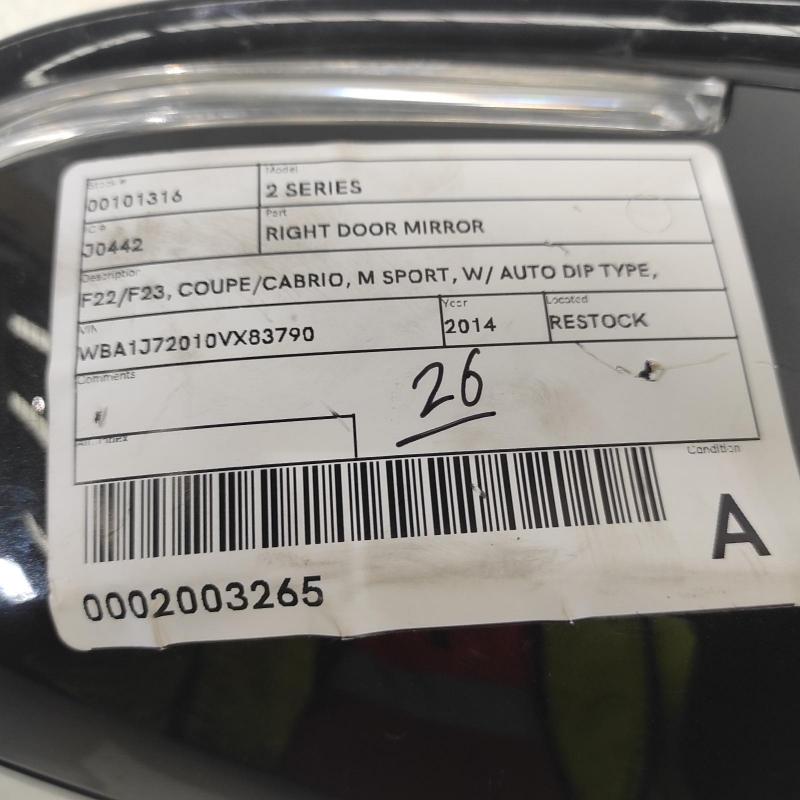 Stock # Model
00101316 2 SERIES
IC # Part
J0442 RIGHT DOOR MIRROR
Description
F22/F23, COUPE/CABRIO, M SPORT, W/ AUTO DIP TYPE,
VIN Year Located
WBA1J72010VX83790 2014 RESTOCK
Comments
26
Condition
A
0002003265